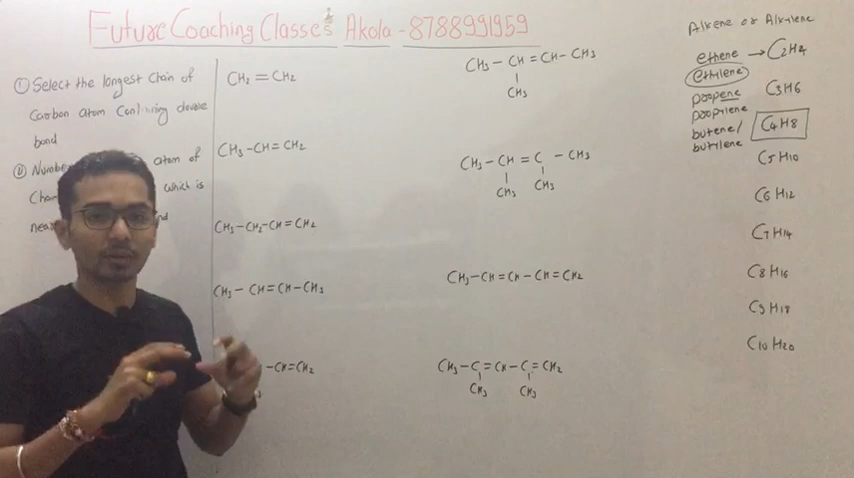 Future Coaching Classes Akola - 8788991959
① Select the longest Chain of
Carbon atom Containing double
bond
② Number
atom of
Chain
which is
near
CH₂=CH₂
CH₃-CH=CH₂
CH₃-CH₂-CH=CH₂
CH₃-CH=CH-CH₃
-CH=CH₂
CH₃-CH=CH-CH₃
CH₃
CH₃-CH=C-CH₃
CH₃ CH₃
CH₃-CH=CH-CH=CH₂
CH₃-C=CH-C=CH₂
CH₃ CH₃
Alkene or Alkylene
ethene → C₂H₄
(ethylene)
propene C₃H₆
propylene
butene/ C₄H₈
butylene
C₅H₁₀
C₆H₁₂
C₇H₁₄
C₈H₁₆
C₉H₁₈
C₁₀H₂₀